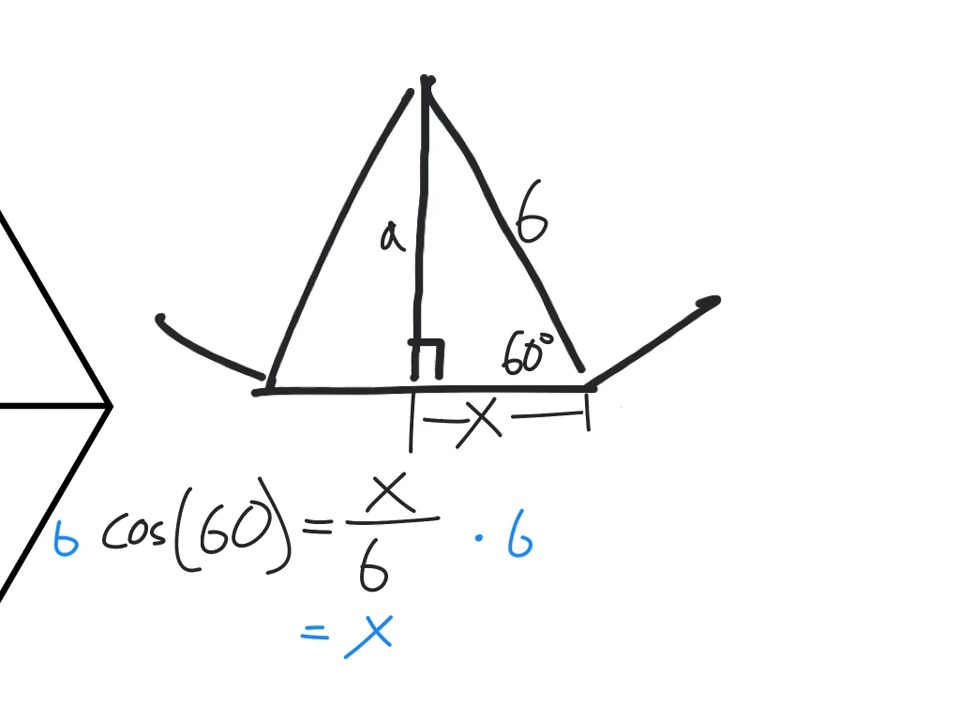 6
a
60°
x
6 cos(60) = x/6 · 6
= x